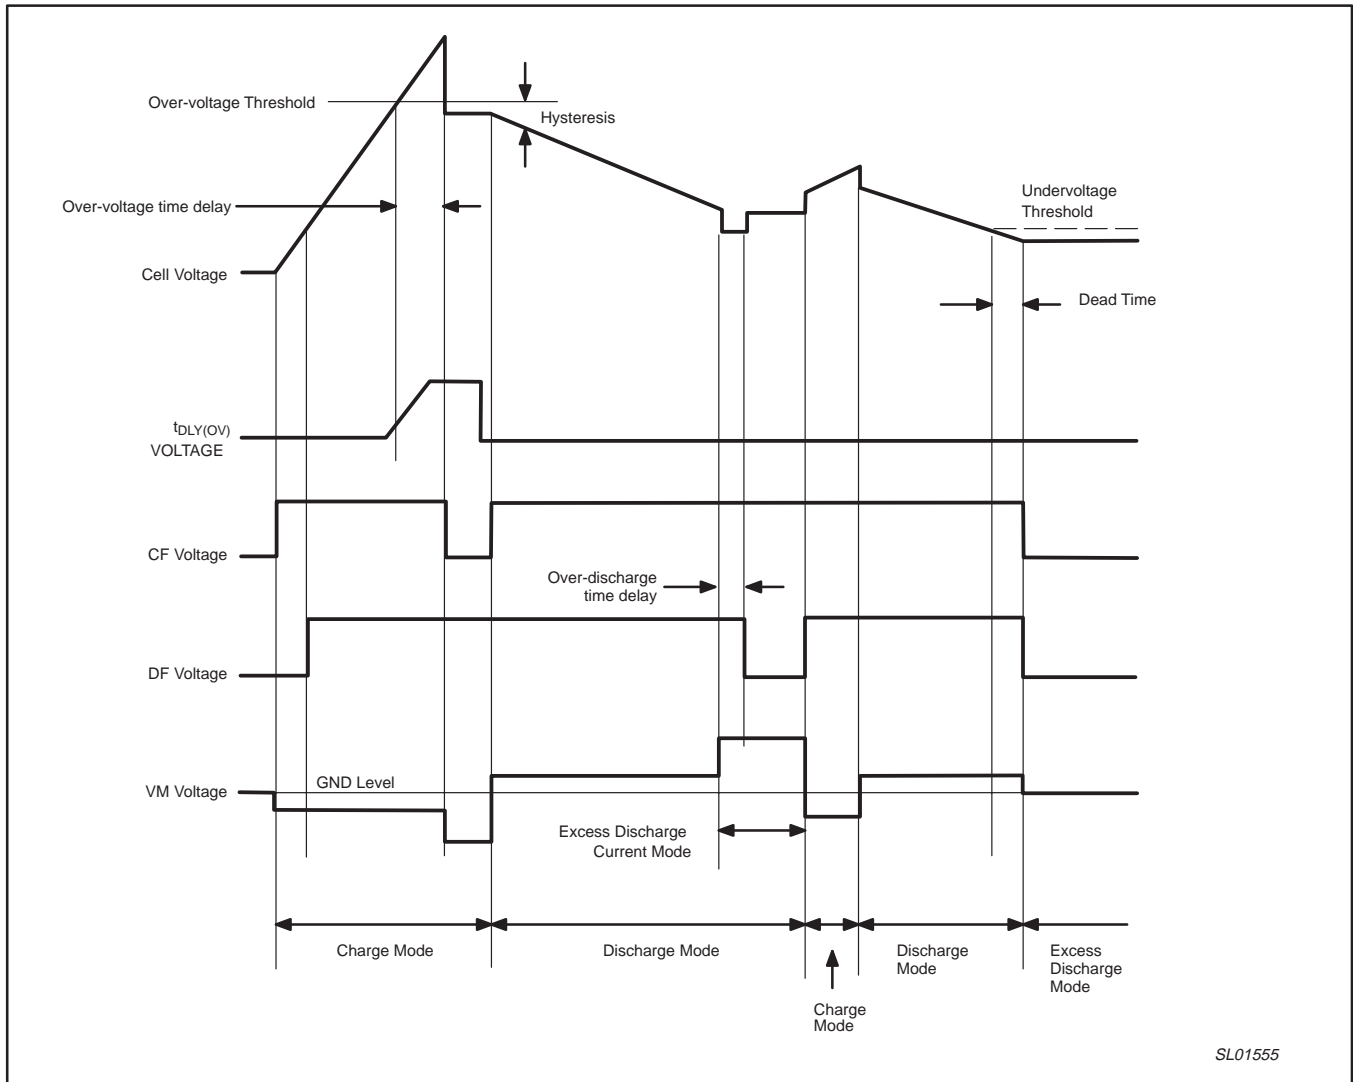 Over-voltage Threshold
Hysteresis
Over-voltage time delay
Undervoltage
Threshold
Cell Voltage
Dead Time
tDLY(OV)
VOLTAGE
CF Voltage
Over-discharge
time delay
DF Voltage
GND Level
VM Voltage
Excess Discharge
Current Mode
Charge Mode
Discharge Mode
Discharge
Mode
Excess
Discharge
Mode
Charge
Mode
SL01555